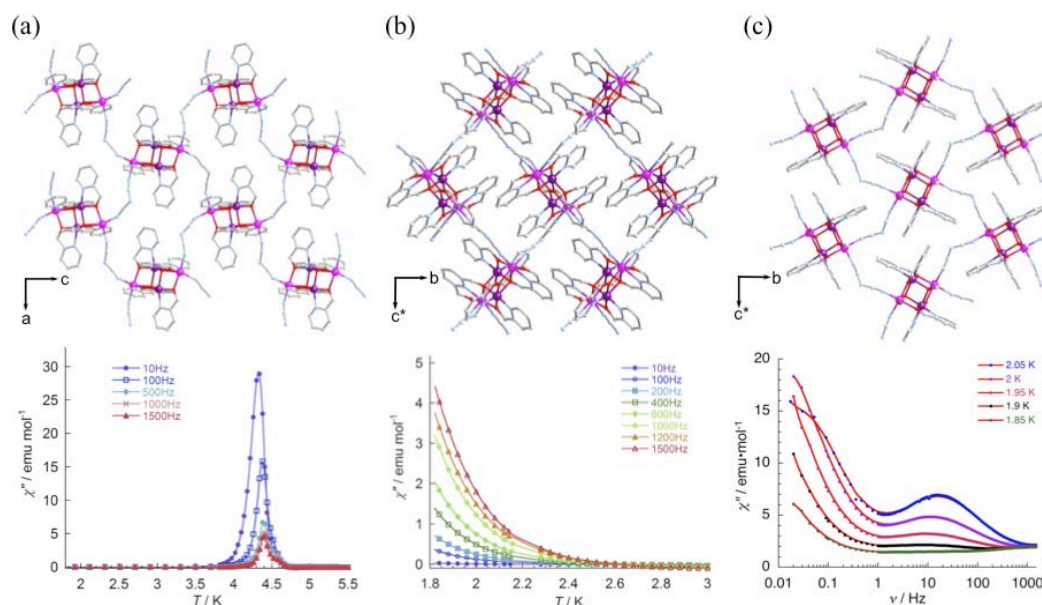 (a)
(b)
(c)
c
a
b
c*
b
c*
30
25
20
15
10
5
0
χ" / emu mol⁻¹
10Hz
100Hz
500Hz
1000Hz
1500Hz
2 2.5 3 3.5 4 4.5 5 5.5
T / K
5
4
3
2
1
0
χ" / emu mol⁻¹
10Hz
100Hz
200Hz
400Hz
600Hz
1000Hz
1200Hz
1500Hz
1.8 2 2.2 2.4 2.6 2.8 3
T / K
20
15
10
5
0
χ" / emu•mol⁻¹
2.05 K
2 K
1.95 K
1.9 K
1.85 K
0.01 0.1 1 10 100 1000
ν / Hz